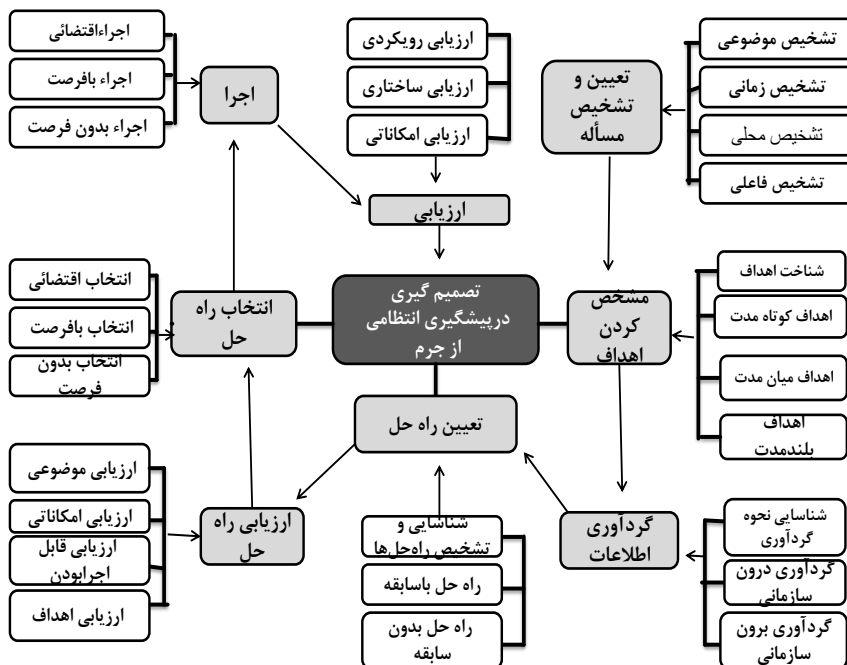 تشخیص موضوعی
تشخیص زمانی
تشخیص محلی
تشخیص فاعلی
تعیین و
تشخیص
مسأله
ارزیابی رویکردی
ارزیابی ساختاری
ارزیابی امکاناتی
ارزیابی
اجراءاقتضائی
اجراء بافرصت
اجراء بدون فرصت
اجرا
شناخت اهداف
اهداف کوتاه مدت
اهداف میان مدت
اهداف
بلندمدت
مشخص
کردن
اهداف
تصمیم گیری
درپیشگیری انتظامی
از جرم
انتخاب راه
حل
انتخاب اقتضائی
انتخاب بافرصت
انتخاب بدون
فرصت
تعیین راه حل
شناسایی نحوه
گردآوری
گردآوری درون
سازمانی
گردآوری برون
سازمانی
گردآوری
اطلاعات
شناسایی و
تشخیص راه‌حل‌ها
راه حل باسابقه
راه حل بدون
سابقه
ارزیابی راه
حل
ارزیابی موضوعی
ارزیابی امکاناتی
ارزیابی قابل
اجرابودن
ارزیابی اهداف